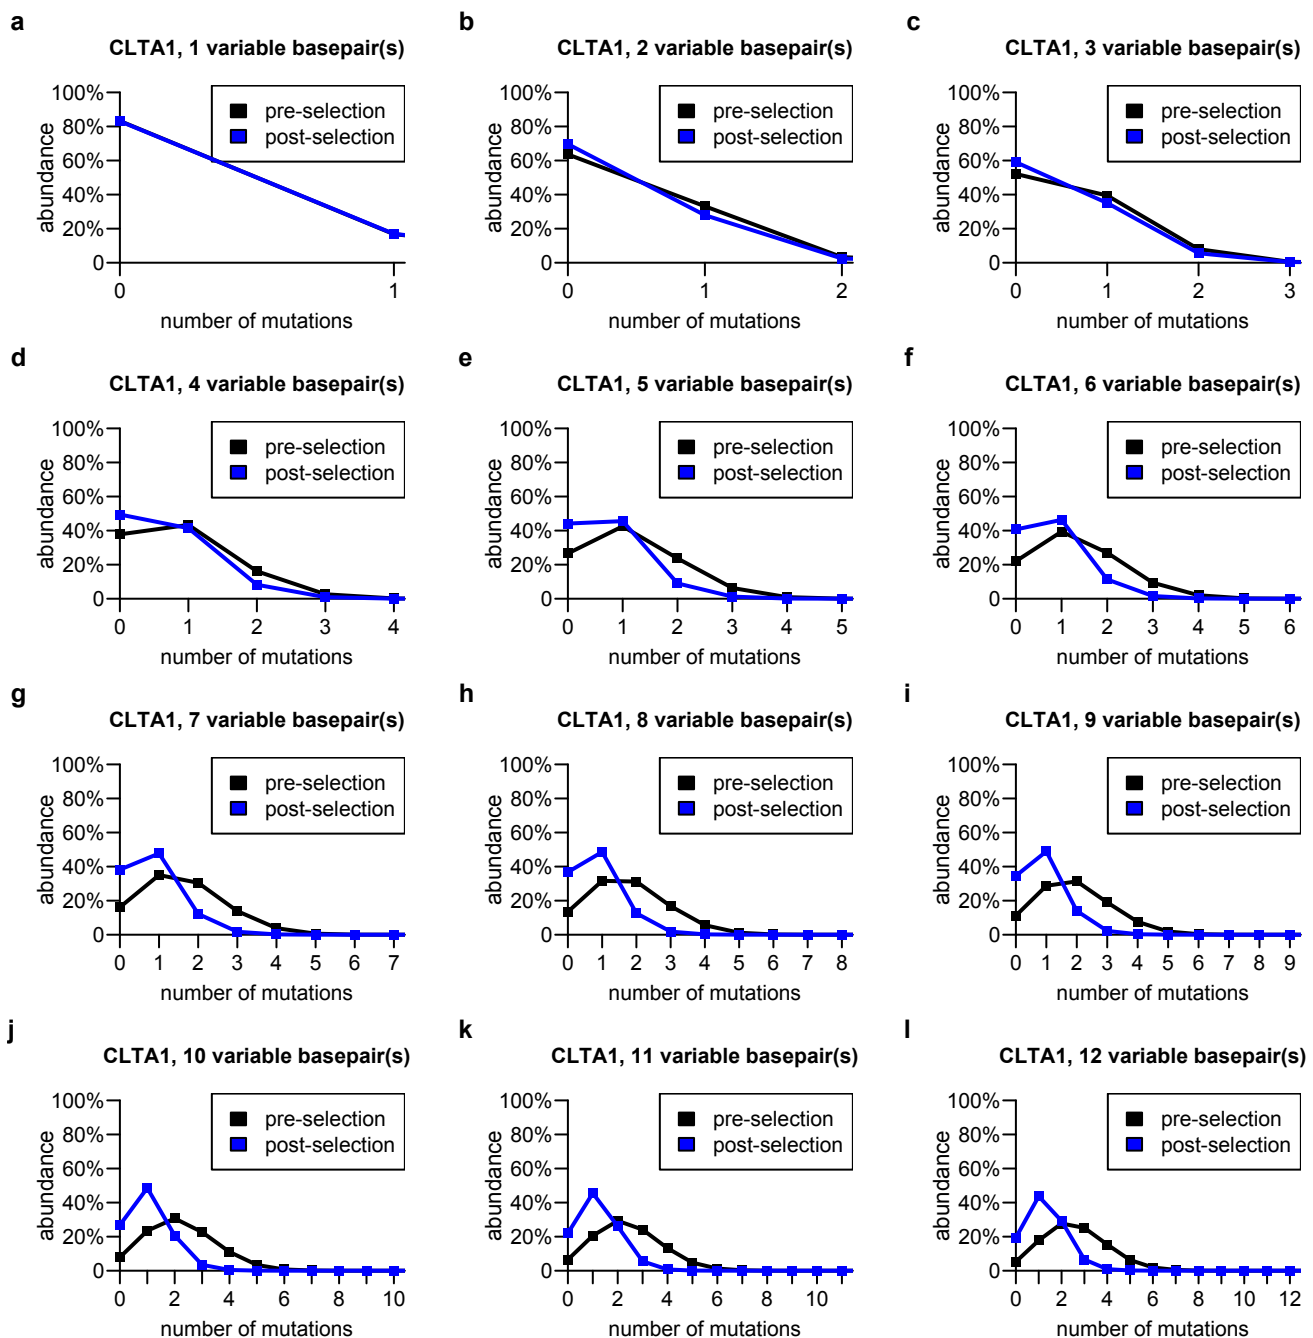 a
CLTA1, 1 variable basepair(s)
100%
80%
60%
40%
20%
0
abundance
pre-selection
post-selection
0 1
number of mutations
b
CLTA1, 2 variable basepair(s)
100%
80%
60%
40%
20%
0
abundance
pre-selection
post-selection
0 1 2
number of mutations
c
CLTA1, 3 variable basepair(s)
100%
80%
60%
40%
20%
0
abundance
pre-selection
post-selection
0 1 2 3
number of mutations
d
CLTA1, 4 variable basepair(s)
100%
80%
60%
40%
20%
0
abundance
pre-selection
post-selection
0 1 2 3 4
number of mutations
e
CLTA1, 5 variable basepair(s)
100%
80%
60%
40%
20%
0
abundance
pre-selection
post-selection
0 1 2 3 4 5
number of mutations
f
CLTA1, 6 variable basepair(s)
100%
80%
60%
40%
20%
0
abundance
pre-selection
post-selection
0 1 2 3 4 5 6
number of mutations
g
CLTA1, 7 variable basepair(s)
100%
80%
60%
40%
20%
0
abundance
pre-selection
post-selection
0 1 2 3 4 5 6 7
number of mutations
h
CLTA1, 8 variable basepair(s)
100%
80%
60%
40%
20%
0
abundance
pre-selection
post-selection
0 1 2 3 4 5 6 7 8
number of mutations
i
CLTA1, 9 variable basepair(s)
100%
80%
60%
40%
20%
0
abundance
pre-selection
post-selection
0 1 2 3 4 5 6 7 8 9
number of mutations
j
CLTA1, 10 variable basepair(s)
100%
80%
60%
40%
20%
0
abundance
pre-selection
post-selection
0 2 4 6 8 10
number of mutations
k
CLTA1, 11 variable basepair(s)
100%
80%
60%
40%
20%
0
abundance
pre-selection
post-selection
0 2 4 6 8 10
number of mutations
l
CLTA1, 12 variable basepair(s)
100%
80%
60%
40%
20%
0
abundance
pre-selection
post-selection
0 2 4 6 8 10 12
number of mutations